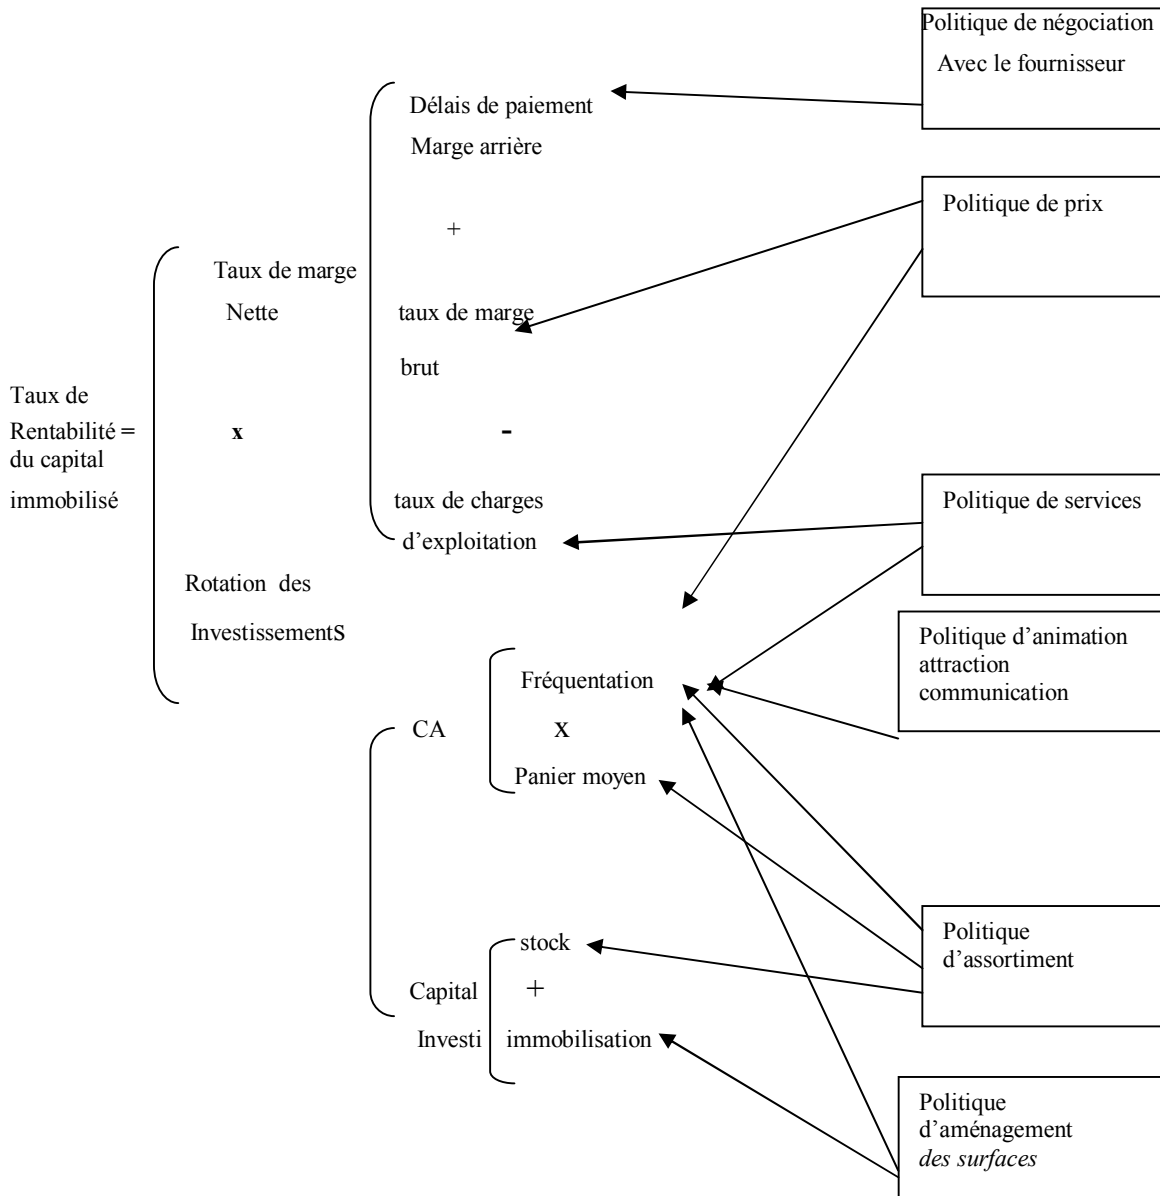 Politique de négociation
Avec le fournisseur
Délais de paiement
Marge arrière
+
Politique de prix
Taux de marge
Nette
taux de marge
brut
Taux de
Rentabilité =
du capital
immobilisé
x
-
taux de charges
d’exploitation
Politique de services
Rotation des
InvestissementS
Politique d’animation
attraction
communication
Fréquentation
CA
X
Panier moyen
Politique
d’assortiment
stock
Capital
+
Investi
immobilisation
Politique
d’aménagement
des surfaces